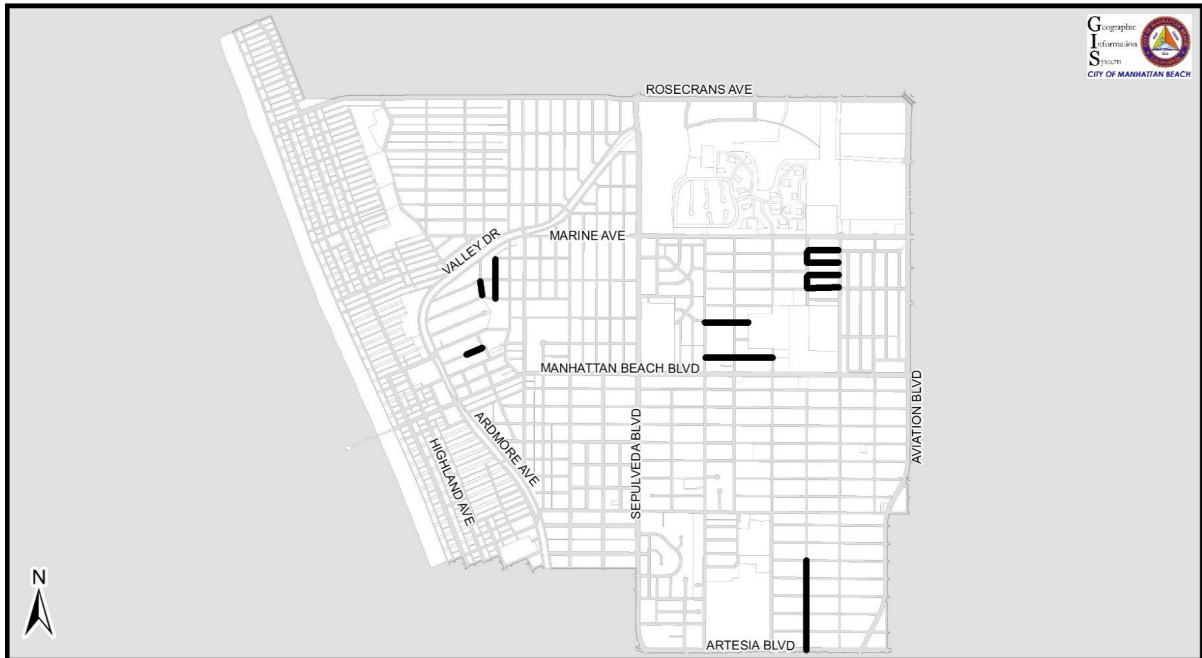 Geographic
Information
System
CITY OF MANHATTAN BEACH
ROSECRANS AVE
MARINE AVE
VALLEY DR
MANHATTAN BEACH BLVD
ARDMORE AVE
HIGHLAND AVE
SEPULVEDA BLVD
AVIATION BLVD
N
ARTESIA BLVD